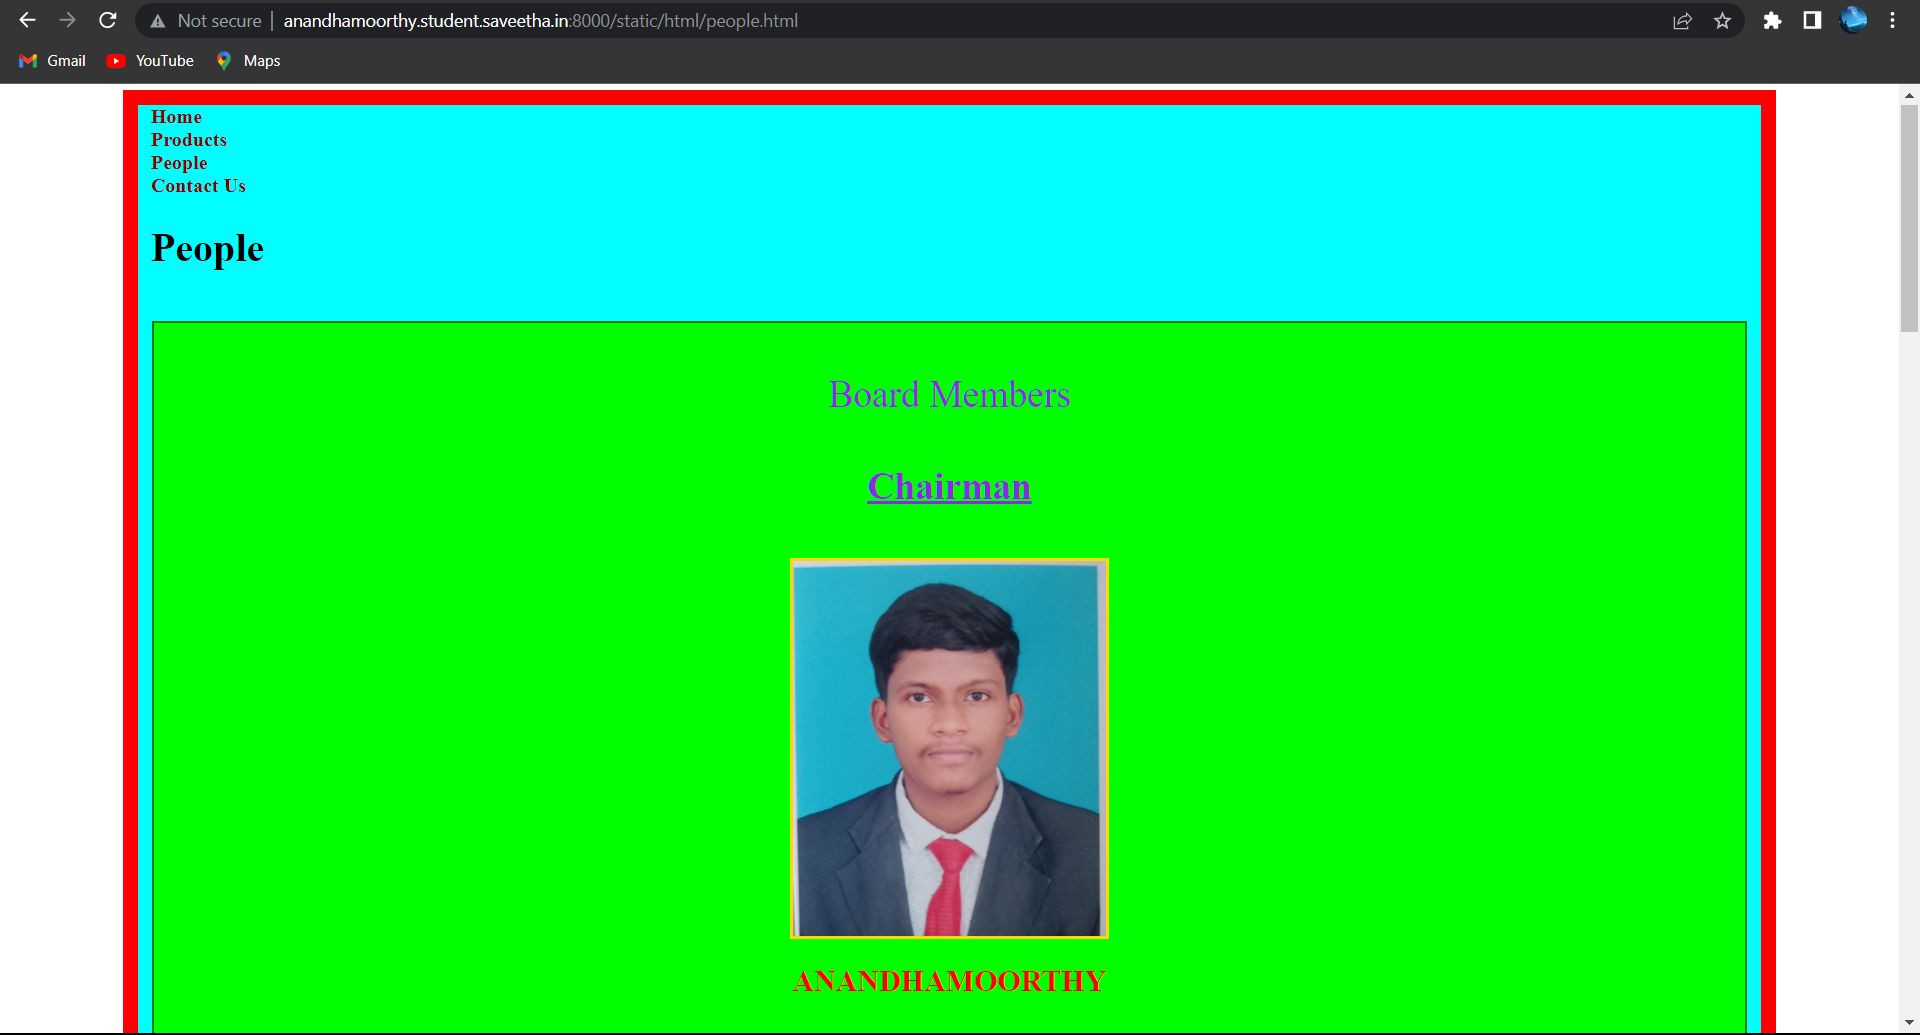 Not secure | anandhamoorthy.student.saveetha.in:8000/static/html/people.html
Gmail YouTube Maps
Home
Products
People
Contact Us
People
Board Members
Chairman
ANANDHAMOORTHY